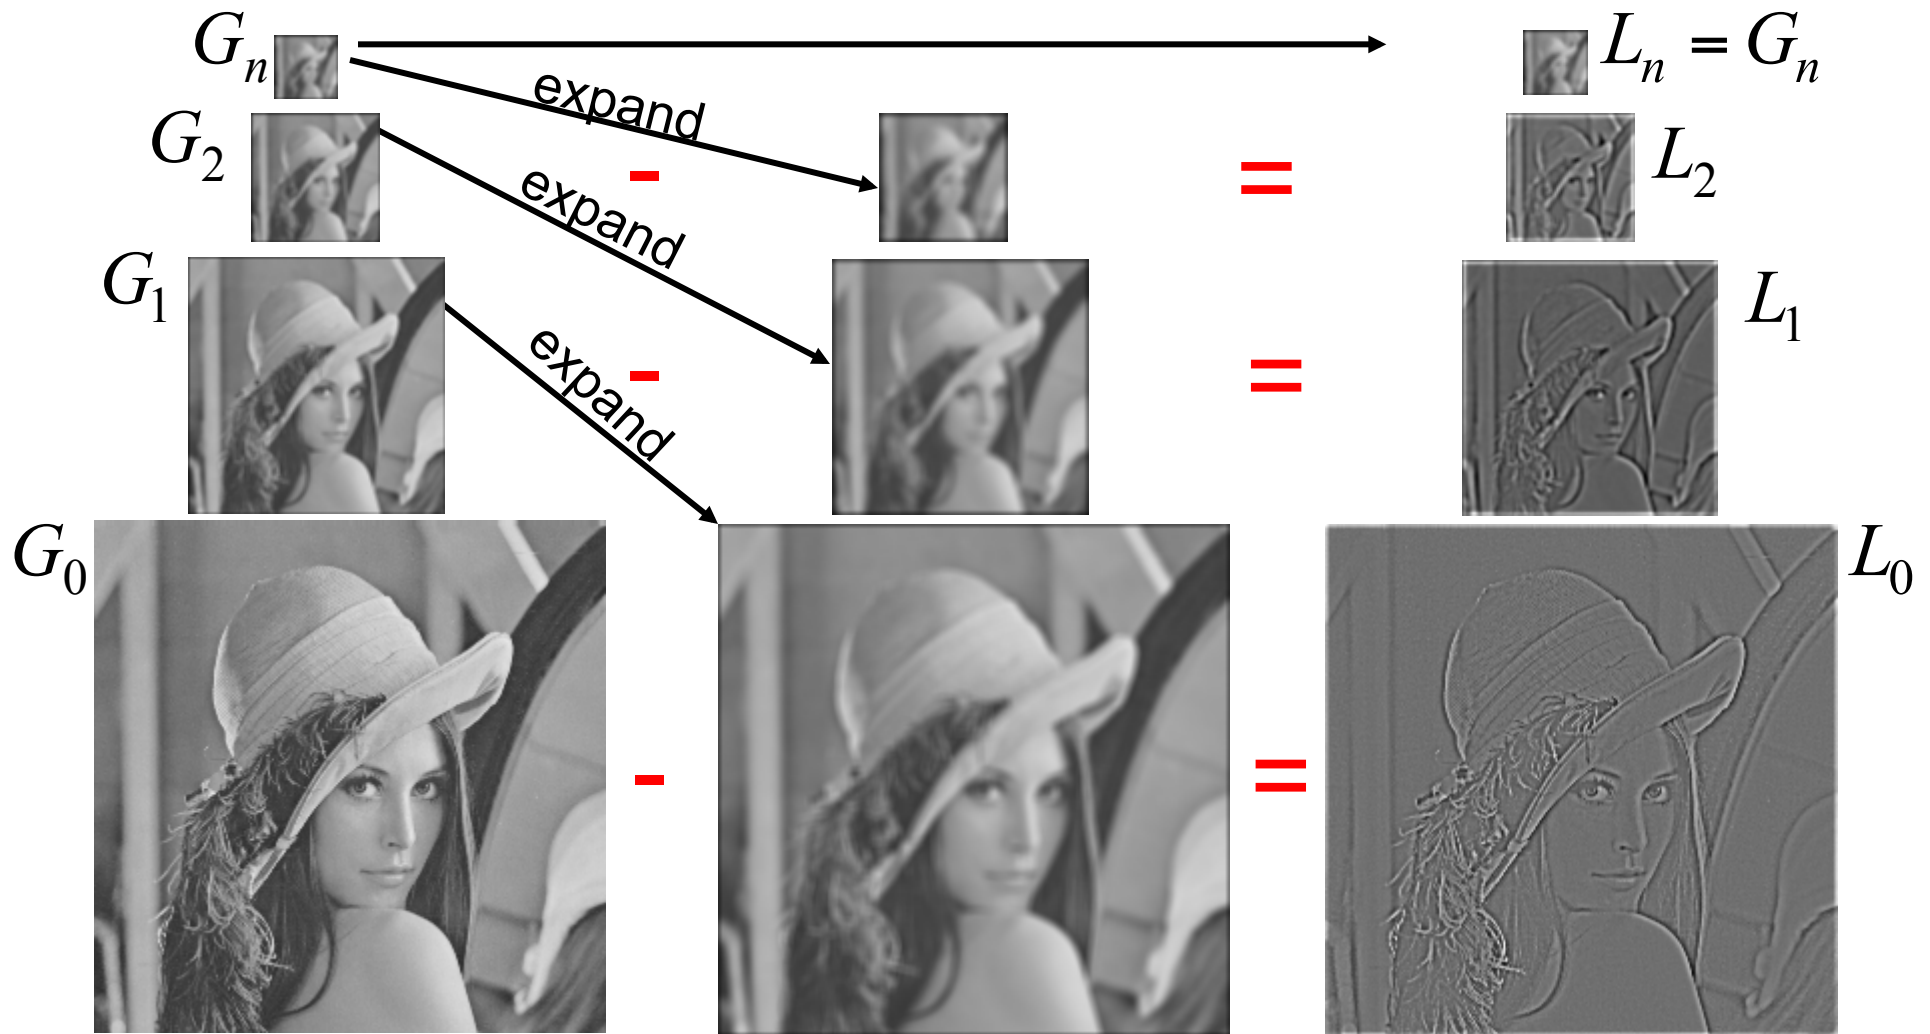 Gₙ Lₙ = Gₙ
expand
G₂ - = L₂
expand
G₁ - = L₁
expand
G₀ - = L₀